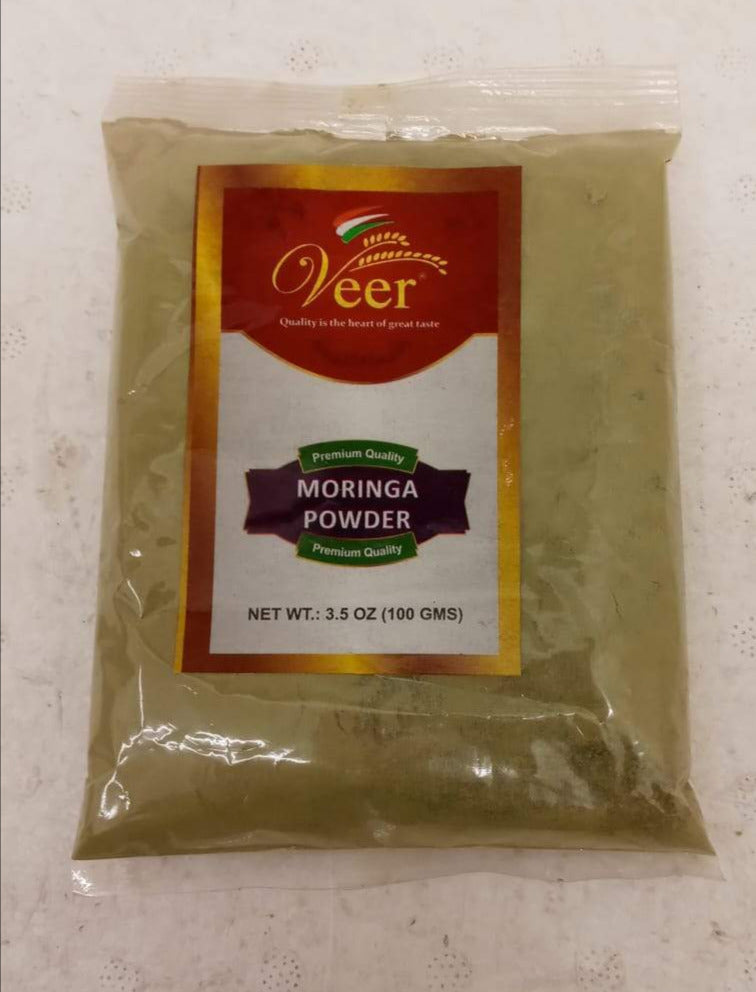 Veer®
Quality is the heart of great taste
Premium Quality
MORINGA
POWDER
Premium Quality
NET WT.: 3.5 OZ (100 GMS)